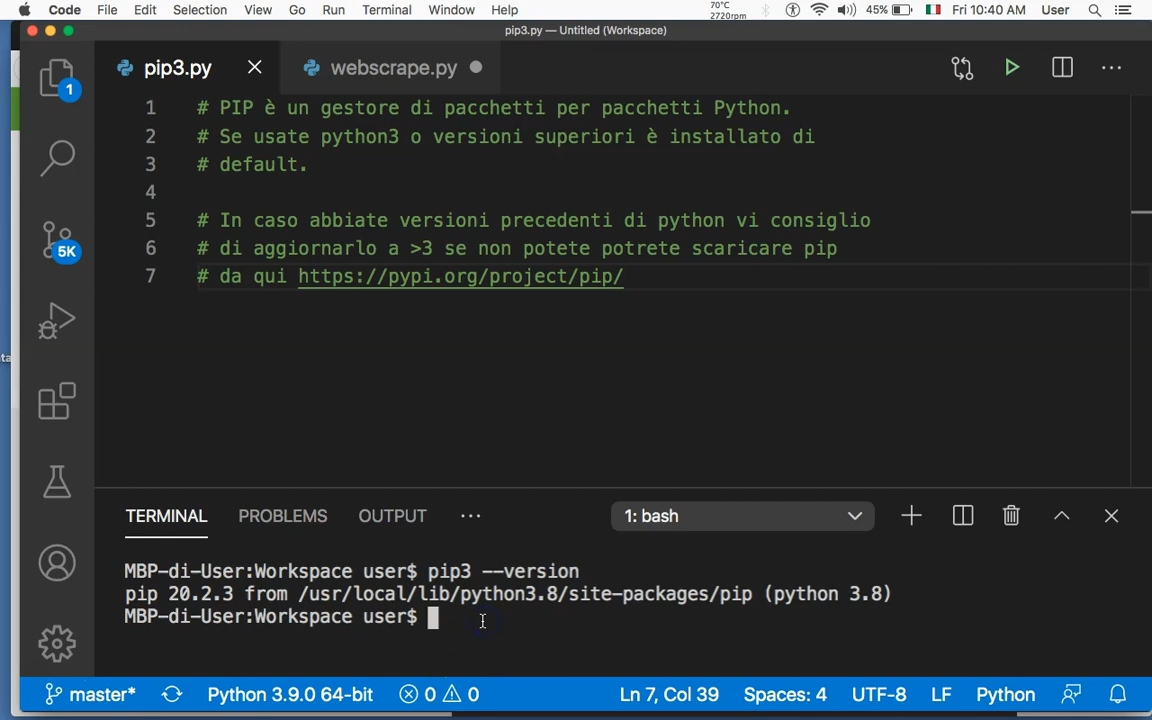 Code File Edit Selection View Go Run Terminal Window Help 70°C 2720rpm 45% Fri 10:40 AM User
pip3.py — Untitled (Workspace)
pip3.py webscrape.py
1 # PIP è un gestore di pacchetti per pacchetti Python.
2 # Se usate python3 o versioni superiori è installato di
3 # default.
4
5 # In caso abbiate versioni precedenti di python vi consiglio
6 # di aggiornarlo a >3 se non potete potrete scaricare pip
7 # da qui https://pypi.org/project/pip/
1
5K
TERMINAL PROBLEMS OUTPUT ··· 1: bash
MBP-di-User:Workspace user$ pip3 --version
pip 20.2.3 from /usr/local/lib/python3.8/site-packages/pip (python 3.8)
MBP-di-User:Workspace user$
master* Python 3.9.0 64-bit 0 0 Ln 7, Col 39 Spaces: 4 UTF-8 LF Python